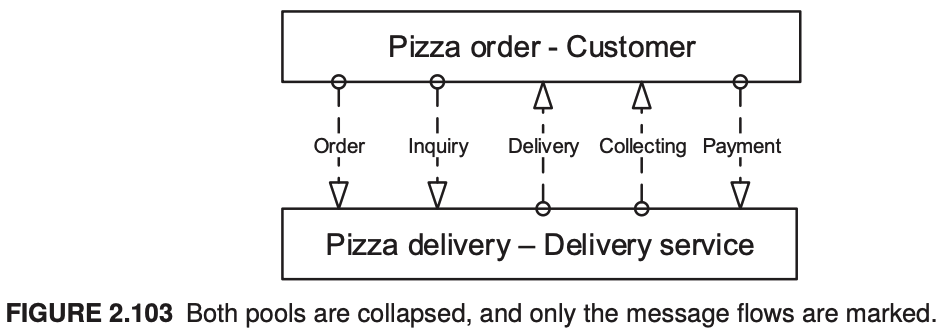 Pizza order - Customer
Order Inquiry Delivery Collecting Payment
Pizza delivery – Delivery service
FIGURE 2.103 Both pools are collapsed, and only the message flows are marked.